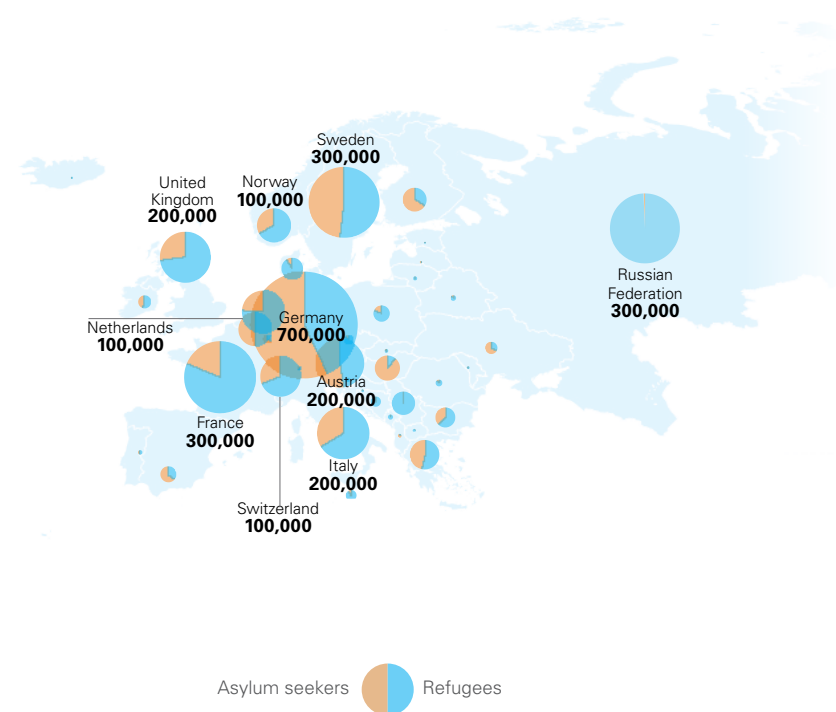 Sweden
300,000
United
Kingdom
200,000
Norway
100,000
Russian
Federation
300,000
Germany
700,000
Netherlands
100,000
Austria
200,000
France
300,000
Italy
200,000
Switzerland
100,000
Asylum seekers
Refugees